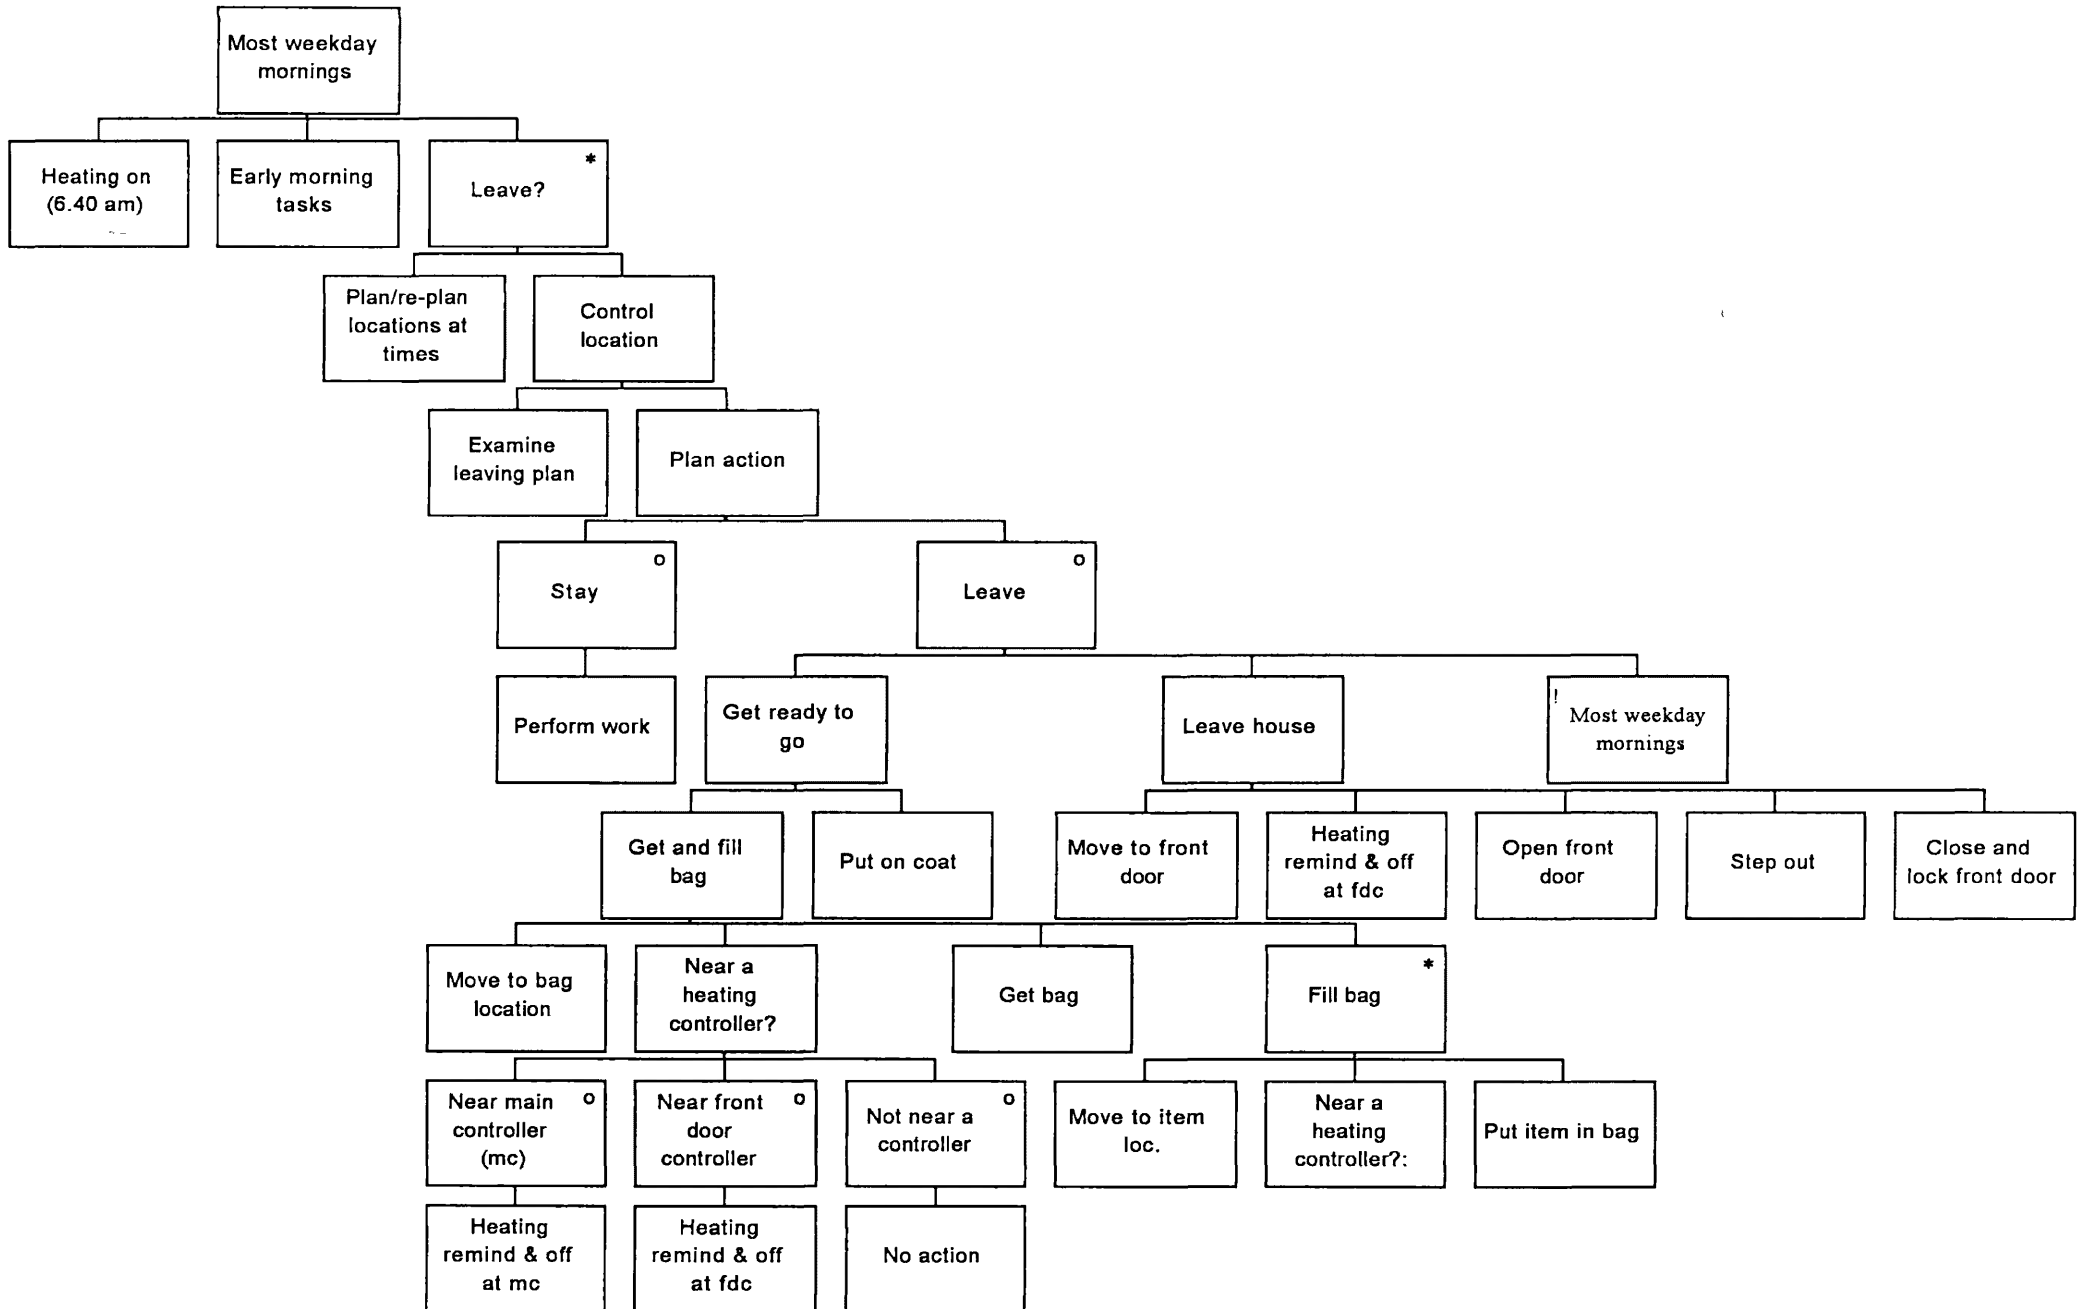 Most weekday
mornings
Heating on
(6.40 am)
Early morning
tasks
*
Leave?
Plan/re-plan
locations at
times
Control
location
Examine
leaving plan
Plan action
o
Stay
o
Leave
Perform work
Get ready to
go
Leave house
!
Most weekday
mornings
Get and fill
bag
Put on coat
Move to front
door
Heating
remind & off
at fdc
Open front
door
Step out
Close and
lock front door
Move to bag
location
Near a
heating
controller?
Get bag
*
Fill bag
Near main o
controller
(mc)
Near front o
door
controller
o
Not near a
controller
Move to item
loc.
Near a
heating
controller?:
Put item in bag
Heating
remind & off
at mc
Heating
remind & off
at fdc
No action